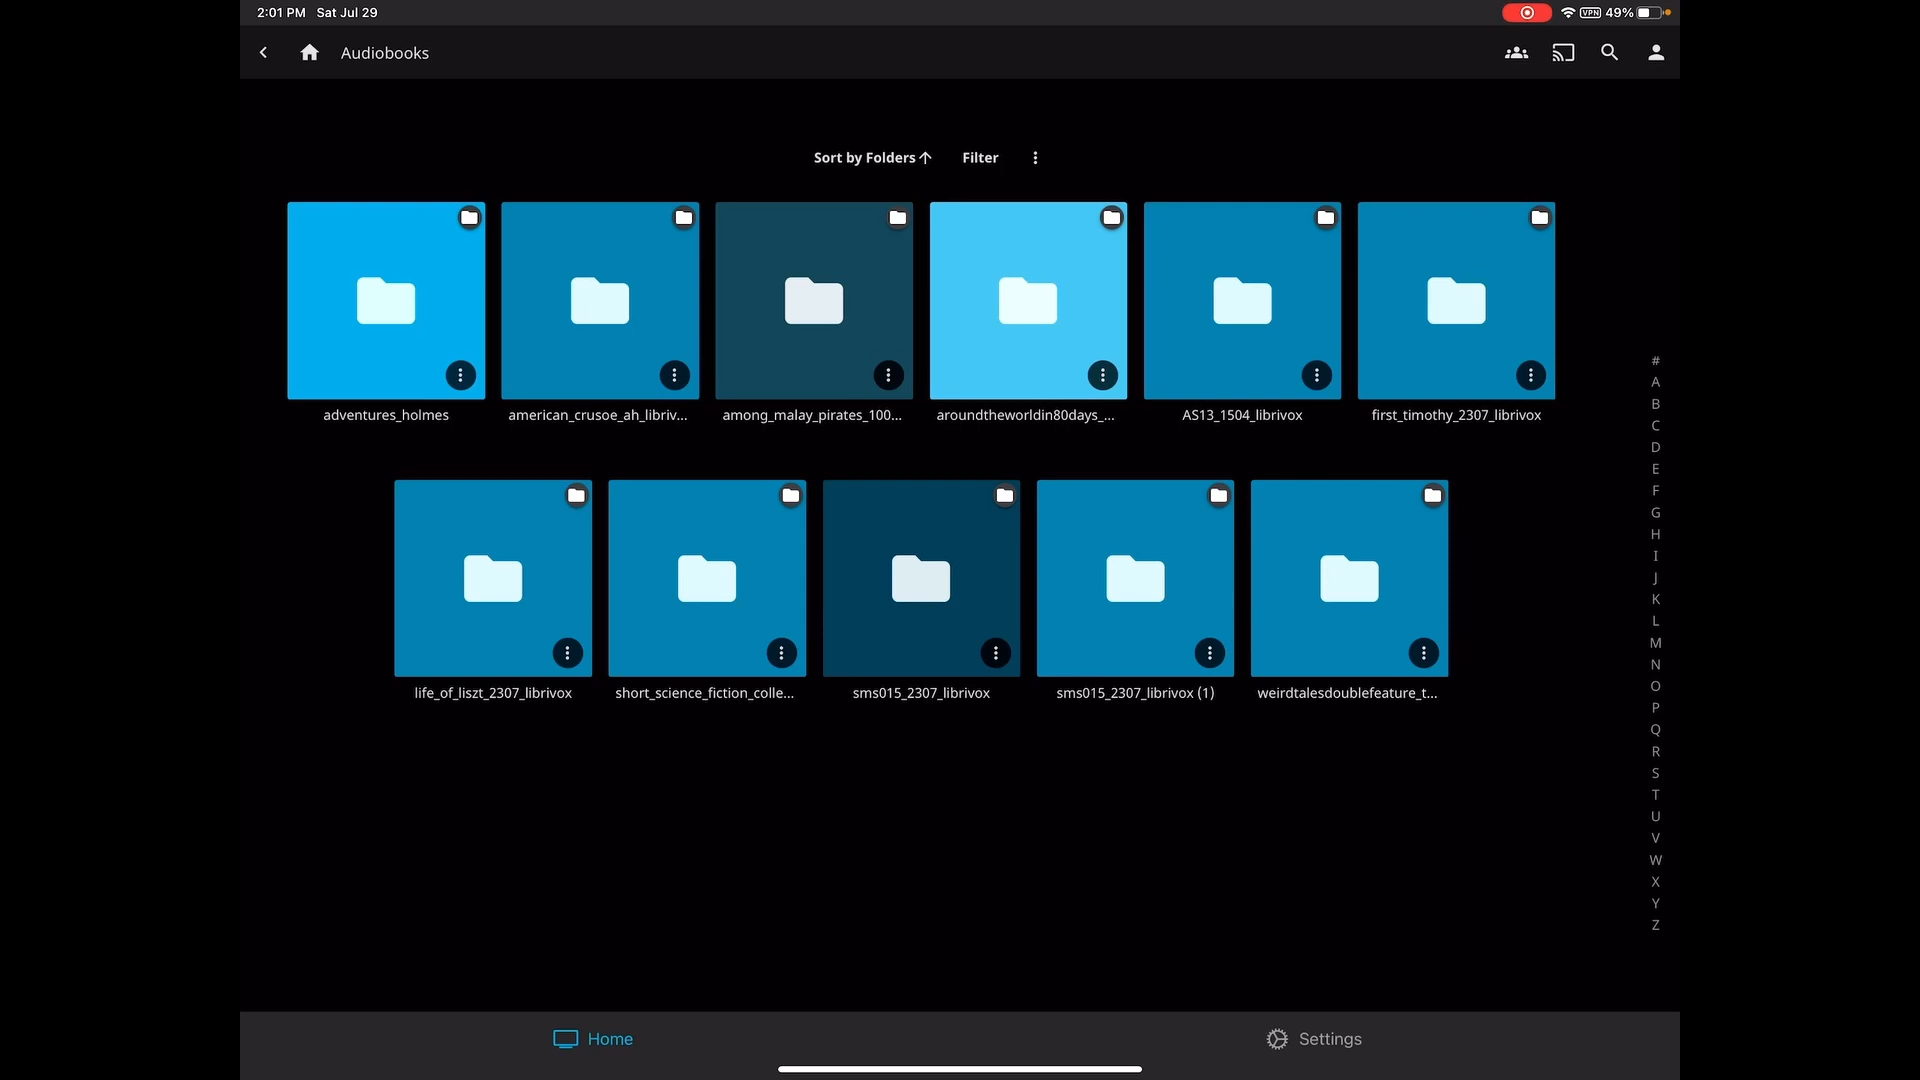 2:01 PM Sat Jul 29
VPN 49%
Audiobooks
Sort by Folders Filter
adventures_holmes
american_crusoe_ah_libriv...
among_malay_pirates_100...
aroundtheworldin80days_...
AS13_1504_librivox
first_timothy_2307_librivox
life_of_liszt_2307_librivox
short_science_fiction_colle...
sms015_2307_librivox
sms015_2307_librivox (1)
weirdtalesdoublefeature_t...
#
A
B
C
D
E
F
G
H
I
J
K
L
M
N
O
P
Q
R
S
T
U
V
W
X
Y
Z
Home
Settings